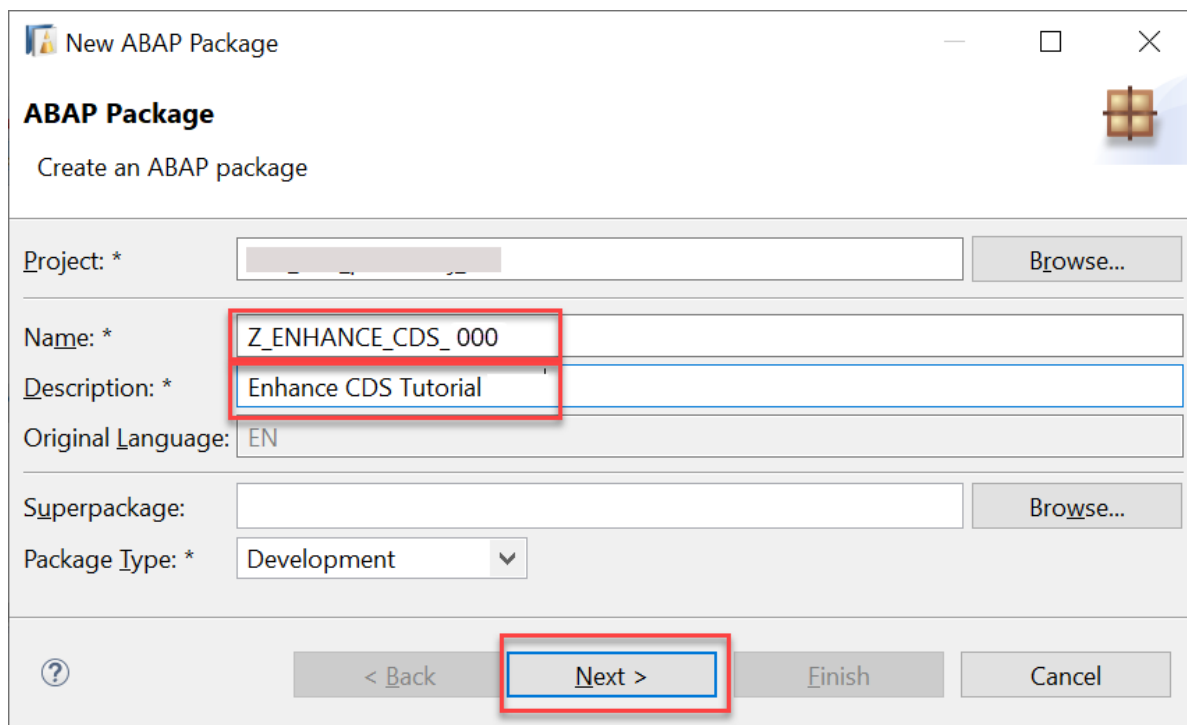 New ABAP Package
ABAP Package
Create an ABAP package
Project: * Browse...
Name: * Z_ENHANCE_CDS_ 000
Description: * Enhance CDS Tutorial
Original Language: EN
Superpackage: Browse...
Package Type: * Development
? < Back Next > Finish Cancel